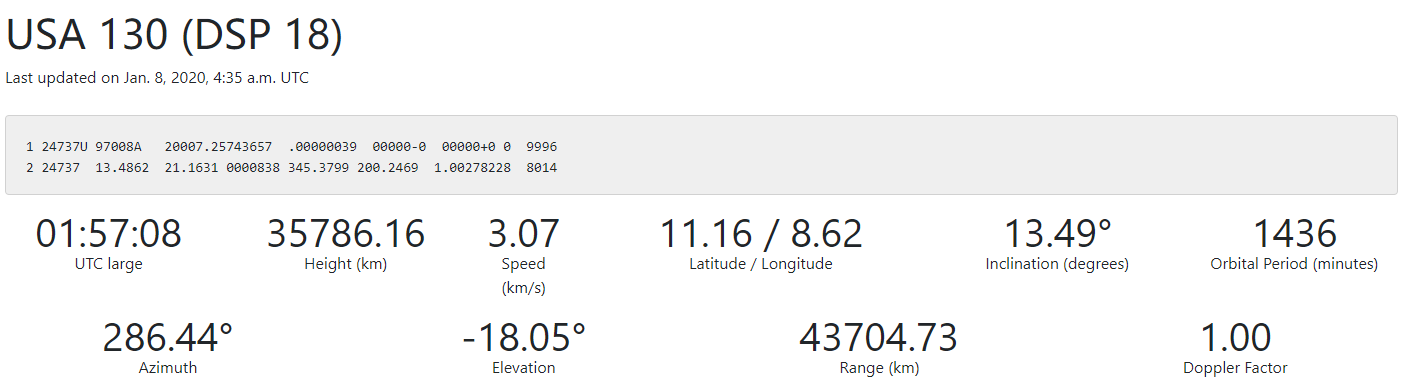 USA 130 (DSP 18)
Last updated on Jan. 8, 2020, 4:35 a.m. UTC
1 24737U 97008A   20007.25743657  .00000039  00000-0  00000+0 0  9996
2 24737  13.4862  21.1631 0000838 345.3799 200.2469  1.00278228  8014
01:57:08
UTC large
35786.16
Height (km)
3.07
Speed
(km/s)
11.16 / 8.62
Latitude / Longitude
13.49°
Inclination (degrees)
1436
Orbital Period (minutes)
286.44°
Azimuth
-18.05°
Elevation
43704.73
Range (km)
1.00
Doppler Factor